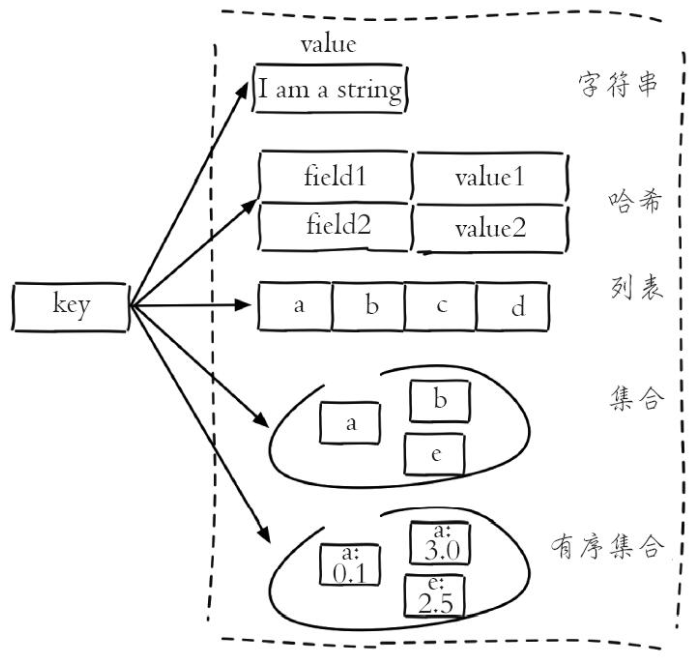 value
I am a string
字符串
field1 value1
哈希
field2 value2
列表
key
a b c d
集合
b
a
e
有序集合
a:
3.0
a:
0.1
e:
2.5